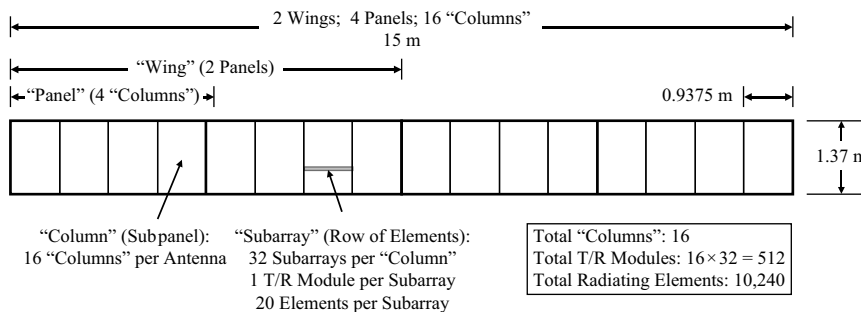 2 Wings; 4 Panels; 16 “Columns”
15 m
“Wing” (2 Panels)
“Panel” (4 “Columns”)
0.9375 m
1.37 m
“Column” (Subpanel):
16 “Columns” per Antenna
“Subarray” (Row of Elements):
32 Subarrays per “Column”
1 T/R Module per Subarray
20 Elements per Subarray
Total “Columns”: 16
Total T/R Modules: 16 × 32 = 512
Total Radiating Elements: 10,240